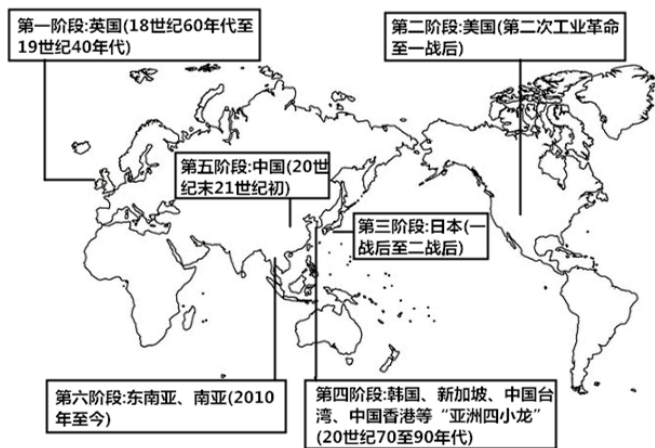 第一阶段:英国(18世纪60年代至
19世纪40年代)
第二阶段:美国(第二次工业革命
至一战后)
第五阶段:中国(20世
纪末21世纪初)
第三阶段:日本(一
战后至二战后)
第六阶段:东南亚、南亚(2010
年至今)
第四阶段:韩国、新加坡、中国台
湾、中国香港等“亚洲四小龙”
(20世纪70至90年代)